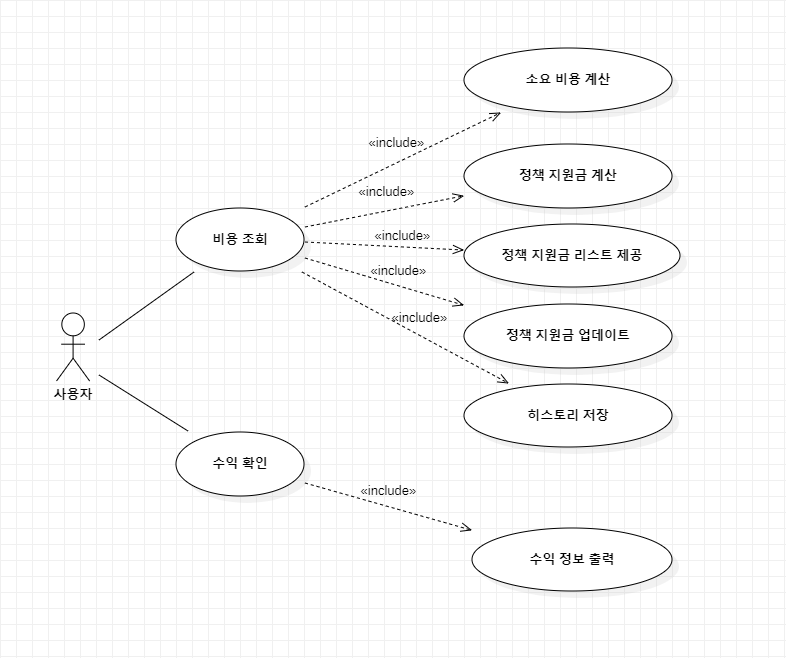 소요 비용 계산
«include»
정책 지원금 계산
«include»
비용 조회
«include»
정책 지원금 리스트 제공
«include»
정책 지원금 업데이트
«include»
히스토리 저장
사용자
수익 확인
«include»
수익 정보 출력